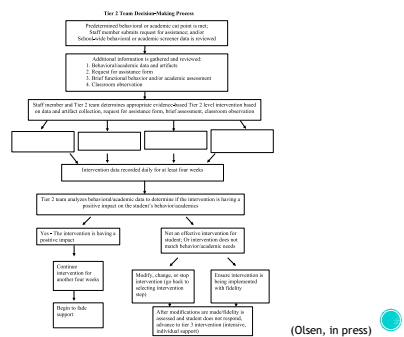 Tier 2 Team Decision-Making Process
Predetermined behavioral or academic cut point is met;
Staff member submits request for assistance; and/or
School-wide behavioral or academic screener data is reviewed
Additional information is gathered and reviewed:
1. Behavioral/academic data and artifacts
2. Request for assistance form
3. Brief functional behavior and/or academic assessment
4. Classroom observation
Staff member and Tier 2 team determines appropriate evidence-based Tier 2 level intervention based
on data and artifact collection, request for assistance form, brief assessment, classroom observation
Intervention data recorded daily for at least four weeks
Tier 2 team analyzes behavioral/academic data to determine if the intervention is having a
positive impact on the student's behavior/academics
Yes - The intervention is having a
positive impact
Not an effective intervention for
student; Or intervention does not
match behavior/academic needs
Continue
intervention for
another four weeks
Modify, change, or stop
intervention (go back to
selecting intervention
step)
Ensure intervention is
being implemented
with fidelity
Begin to fade
support
After modifications are made/fidelity is
assessed and student does not respond,
advance to tier 3 intervention (intensive,
individual support)
(Olsen, in press)